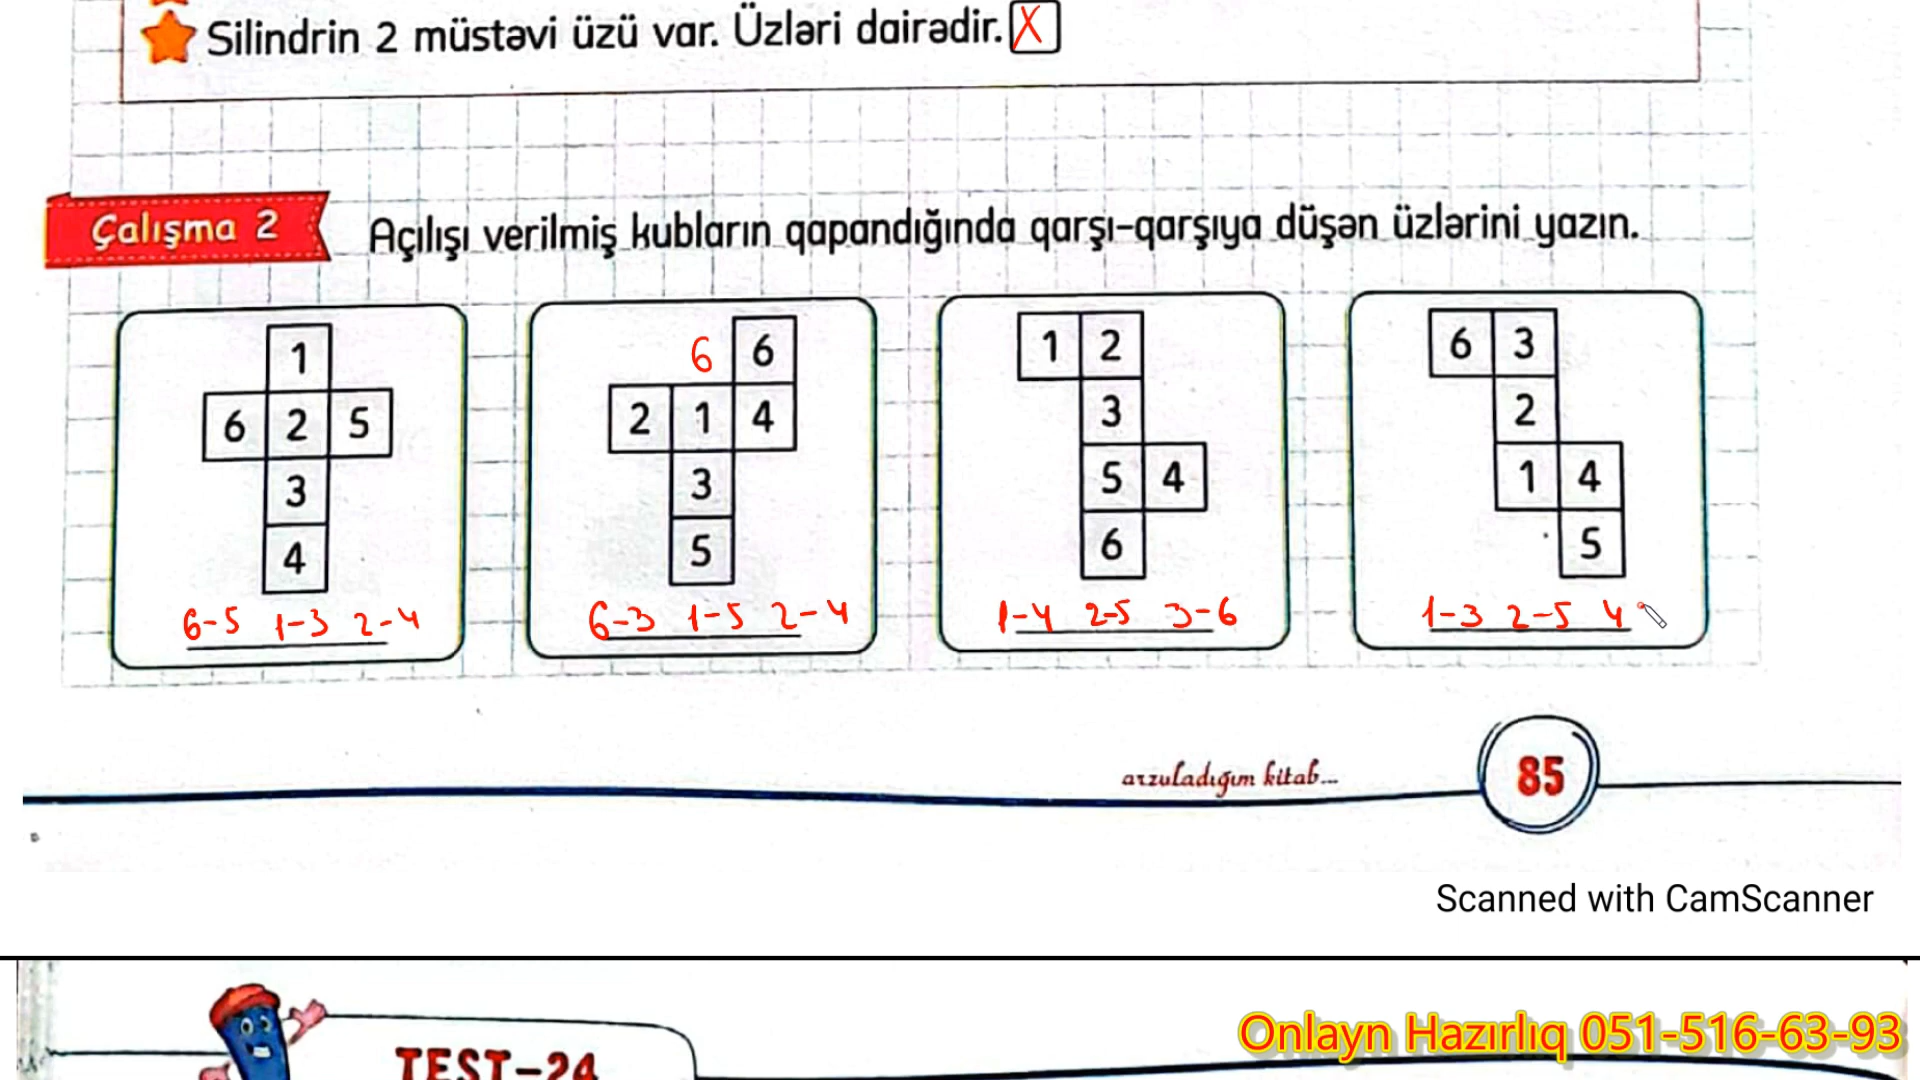 Silindrin 2 müstəvi üzü var. Üzləri dairədir. X
Çalışma 2
Açılışı verilmiş kubların qapandığında qarşı-qarşıya düşən üzlərini yazın.
1
6 2 5
3
4
6-5 1-3 2-4
6 6
2 1 4
3
5
6-3 1-5 2-4
1 2
3
5 4
6
1-4 2-5 3-6
6 3
2
1 4
5
1-3 2-5 4
arzuladığım kitab...
85
Scanned with CamScanner
TEST-24
Onlayn Hazırlıq 051-516-63-93